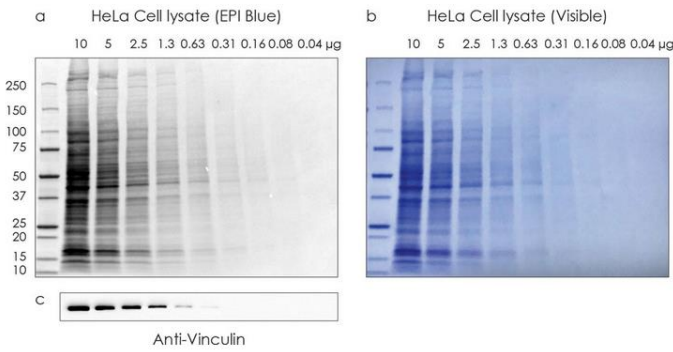 a HeLa Cell lysate (EPI Blue)
10 5 2.5 1.3 0.63 0.31 0.16 0.08 0.04 µg
250
150
100
75
50
37
25
20
15
10
b HeLa Cell lysate (Visible)
10 5 2.5 1.3 0.63 0.31 0.16 0.08 0.04 µg
c
Anti-Vinculin